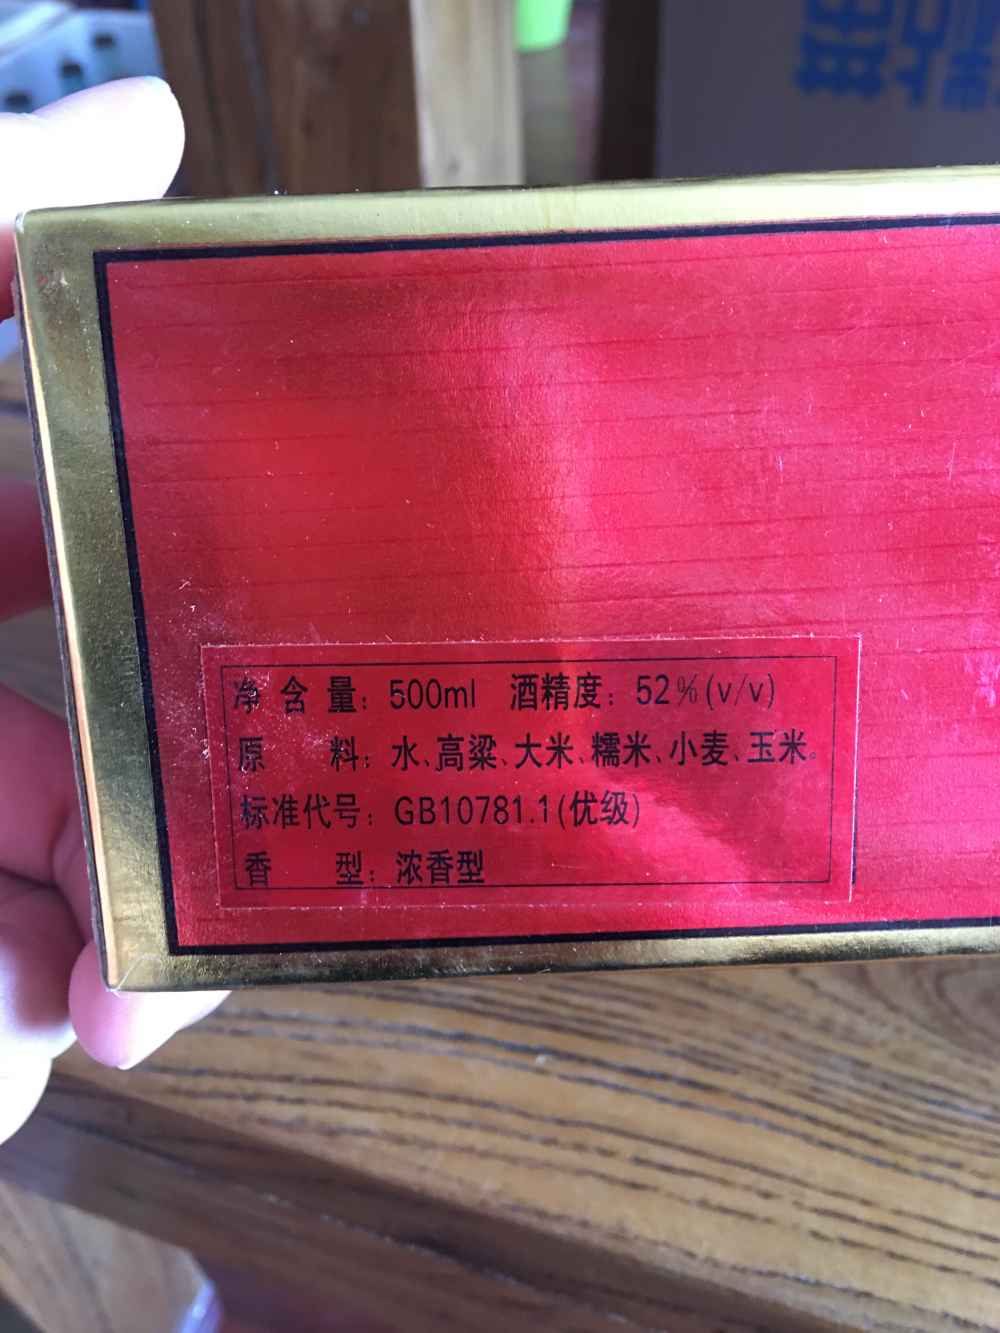 净含量：500ml 酒精度：52%(v/v)
原料：水、高粱、大米、糯米、小麦、玉米。
标准代号：GB10781.1(优级)
香型：浓香型